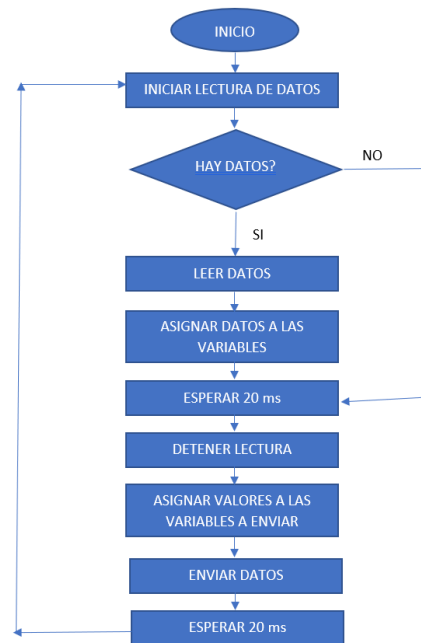 INICIO
INICIAR LECTURA DE DATOS
HAY DATOS?
NO
SI
LEER DATOS
ASIGNAR DATOS A LAS
VARIABLES
ESPERAR 20 ms
DETENER LECTURA
ASIGNAR VALORES A LAS
VARIABLES A ENVIAR
ENVIAR DATOS
ESPERAR 20 ms